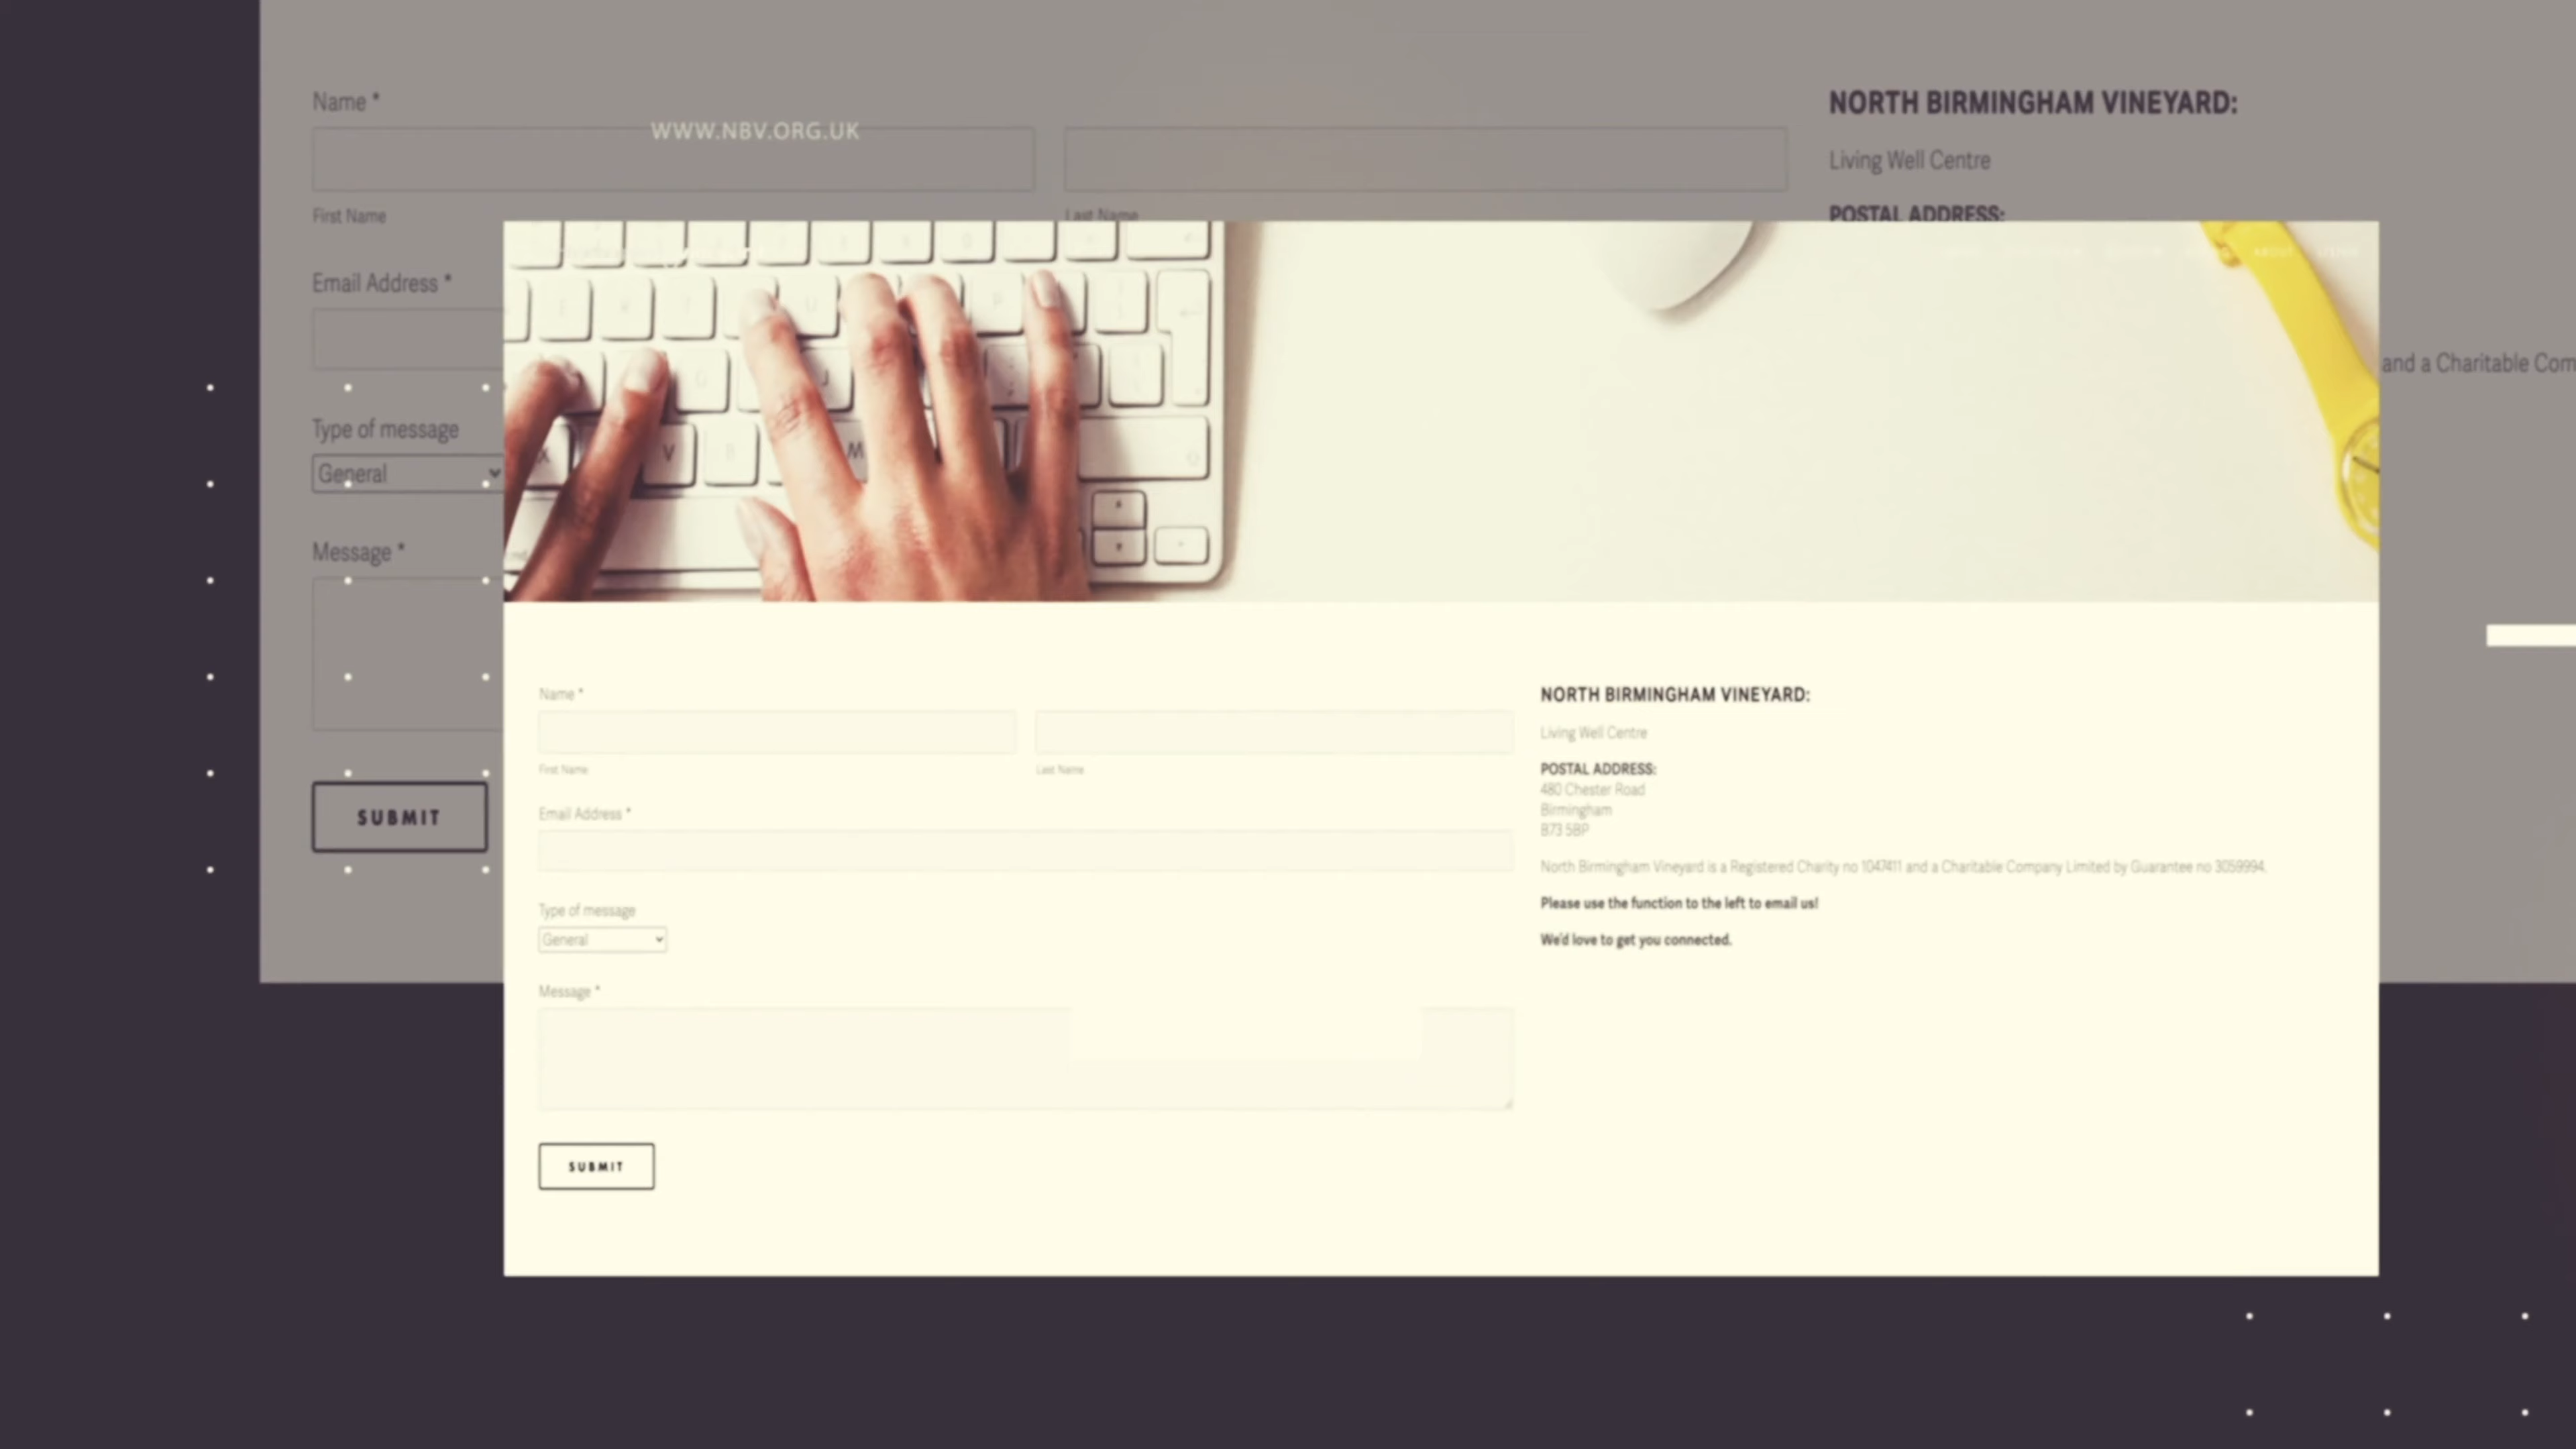 Name *
WWW.NBV.ORG.UK
First Name
Last Name
Email Address *
Type of message
General
Message *
SUBMIT
NORTH BIRMINGHAM VINEYARD:
Living Well Centre
POSTAL ADDRESS:
and a Charitable Com
U
P
X
V
B
M
Name *
First Name
Last Name
Email Address *
Type of message
General
Message *
SUBMIT
NORTH BIRMINGHAM VINEYARD:
Living Well Centre
POSTAL ADDRESS:
480 Chester Road
Birmingham
B73 5BP
North Birmingham Vineyard is a Registered Charity no 1047411 and a Charitable Company Limited by Guarantee no 3059994.
Please use the function to the left to email us!
We'd love to get you connected.